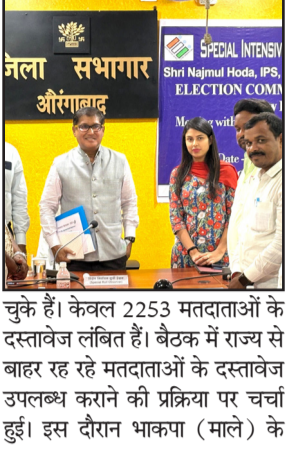 जिला सभागार
औरंगाबाद
SPECIAL INTENSIV
Shri Najmul Hoda, IPS,
ELECTION COMM
Date -
चुके हैं। केवल 2253 मतदाताओं के
दस्तावेज लंबित हैं। बैठक में राज्य से
बाहर रह रहे मतदाताओं के दस्तावेज
उपलब्ध कराने की प्रक्रिया पर चर्चा
हुई। इस दौरान भाकपा (माले) के